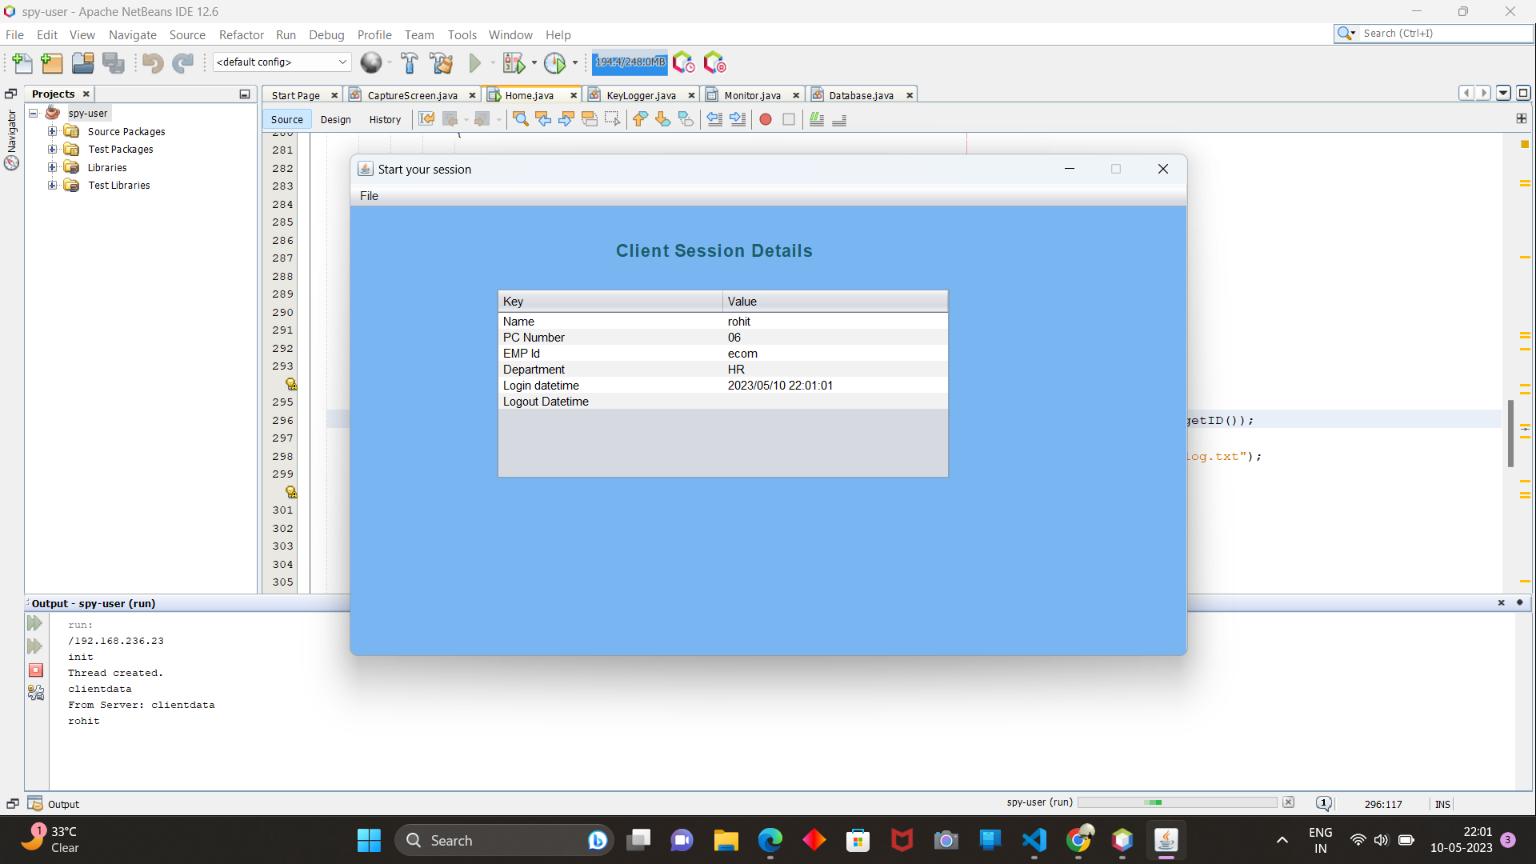 spy-user - Apache NetBeans IDE 12.6
File Edit View Navigate Source Refactor Run Debug Profile Team Tools Window Help
Search (Ctrl+I)
<default config>
194.4/248.0MB
Projects
Start Page CaptureScreen.java Home.java KeyLogger.java Monitor.java Database.java
Navigator
spy-user
Source Packages
Test Packages
Libraries
Test Libraries
Source Design History
281
282
283
284
285
286
287
288
289
290
291
292
293
295
296
getID());
297
298
log.txt");
299
301
302
303
304
305
Start your session
File
Client Session Details
Key Value
Name rohit
PC Number 06
EMP Id ecom
Department HR
Login datetime 2023/05/10 22:01:01
Logout Datetime
Output - spy-user (run)
run:
/192.168.236.23
init
Thread created.
clientdata
From Server: clientdata
rohit
Output
spy-user (run)
1
296:117
INS
1
33°C
Clear
Search
ENG
IN
22:01
10-05-2023
3